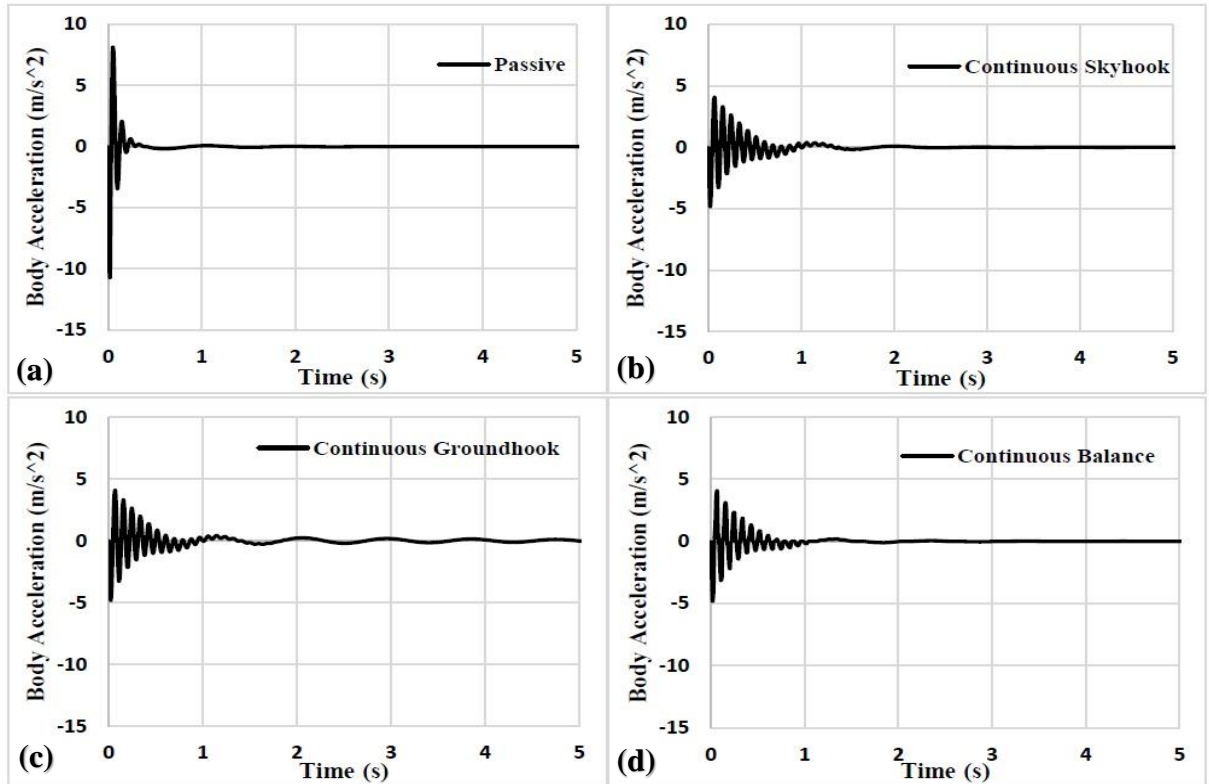 Body Acceleration (m/s^2)
10
5
0
-5
-10
-15
Passive
0 1 2 3 4 5
Time (s)
(a)
Body Acceleration (m/s^2)
10
5
0
-5
-10
-15
Continuous Skyhook
0 1 2 3 4 5
Time (s)
(b)
Body Acceleration (m/s^2)
10
5
0
-5
-10
-15
Continuous Groundhook
0 1 2 3 4 5
Time (s)
(c)
Body Acceleration (m/s^2)
10
5
0
-5
-10
-15
Continuous Balance
0 1 2 3 4 5
Time (s)
(d)